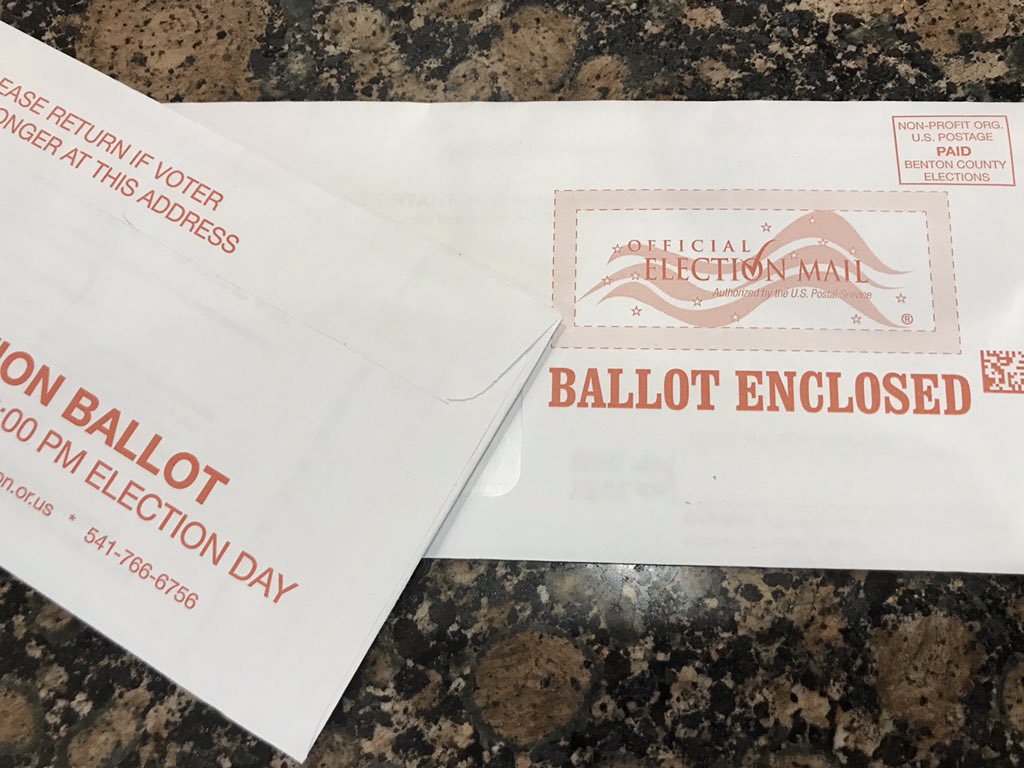 EASE RETURN IF VOTER
ONGER AT THIS ADDRESS
ION BALLOT
:00 PM ELECTION DAY
on.or.us * 541-766-6756
NON-PROFIT ORG.
U.S. POSTAGE
PAID
BENTON COUNTY
ELECTIONS
OFFICIAL
ELECTION MAIL
Authorized by the U.S. Postal Service
®
BALLOT ENCLOSED